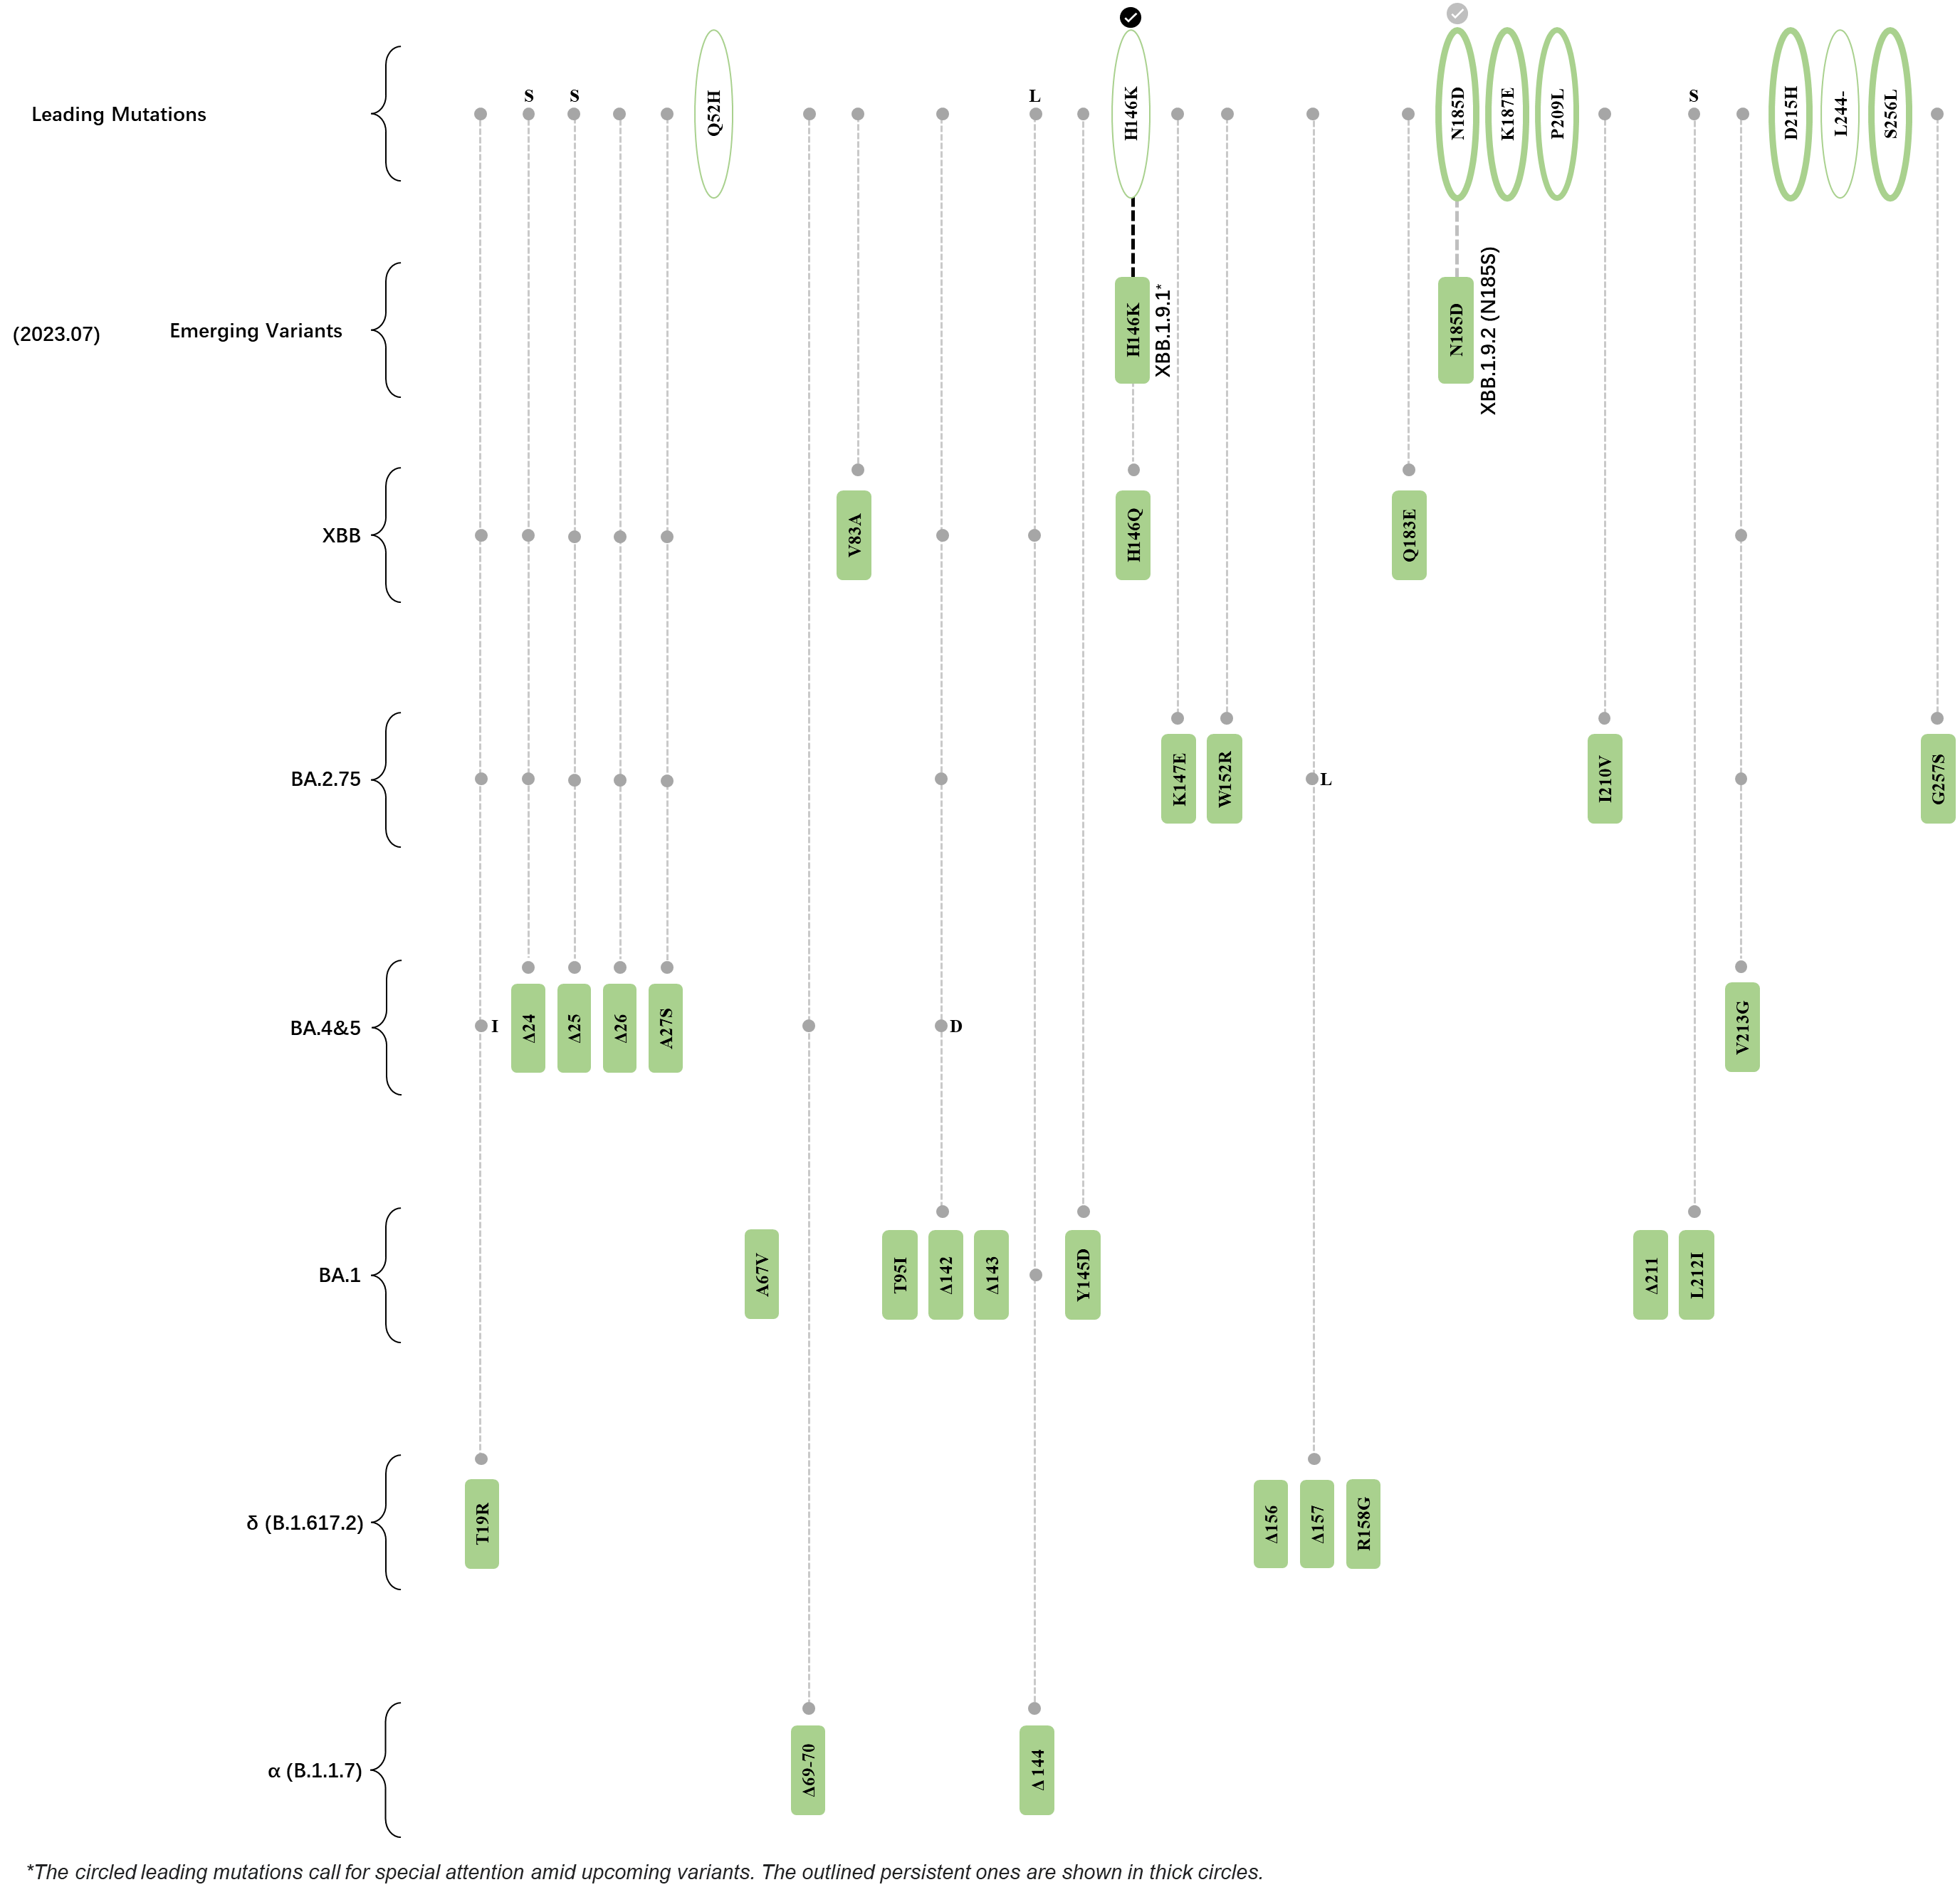 Leading Mutations
S
S
Q52H
L
H146K
N185D
K187E
P209L
S
D215H
L244-
S256L
(2023.07)
Emerging Variants
H146K
XBB.1.9.1*
N185D
XBB.1.9.2 (N185S)
XBB
V83A
H146Q
Q183E
BA.2.75
K147E
W152R
L
I210V
G257S
BA.4&5
I
Δ24
Δ25
Δ26
A27S
D
V213G
BA.1
A67V
T95I
Δ142
Δ143
Y145D
Δ211
L212I
δ (B.1.617.2)
T19R
Δ156
Δ157
R158G
α (B.1.1.7)
Δ69-70
Δ144
*The circled leading mutations call for special attention amid upcoming variants. The outlined persistent ones are shown in thick circles.